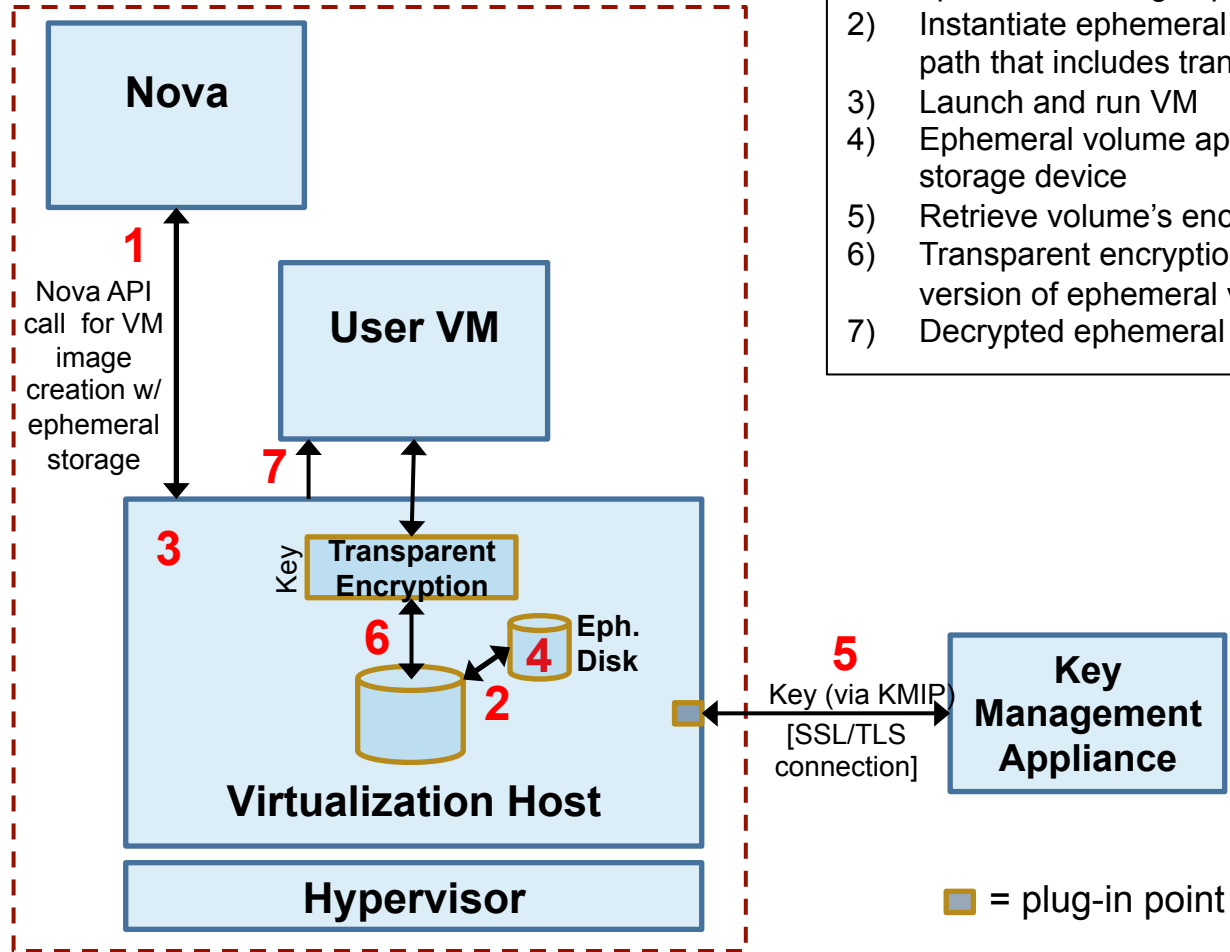 2) Instantiate ephemeral
path that includes tran
3) Launch and run VM
4) Ephemeral volume ap
storage device
5) Retrieve volume’s enc
6) Transparent encryptio
version of ephemeral
7) Decrypted ephemeral
Nova
1
Nova API
call for VM
image
creation w/
ephemeral
storage
User VM
7
3
Key
Transparent
Encryption
6
4
Eph.
Disk
2
5
Key (via KMIP)
[SSL/TLS
connection]
Key
Management
Appliance
Virtualization Host
Hypervisor
= plug-in point